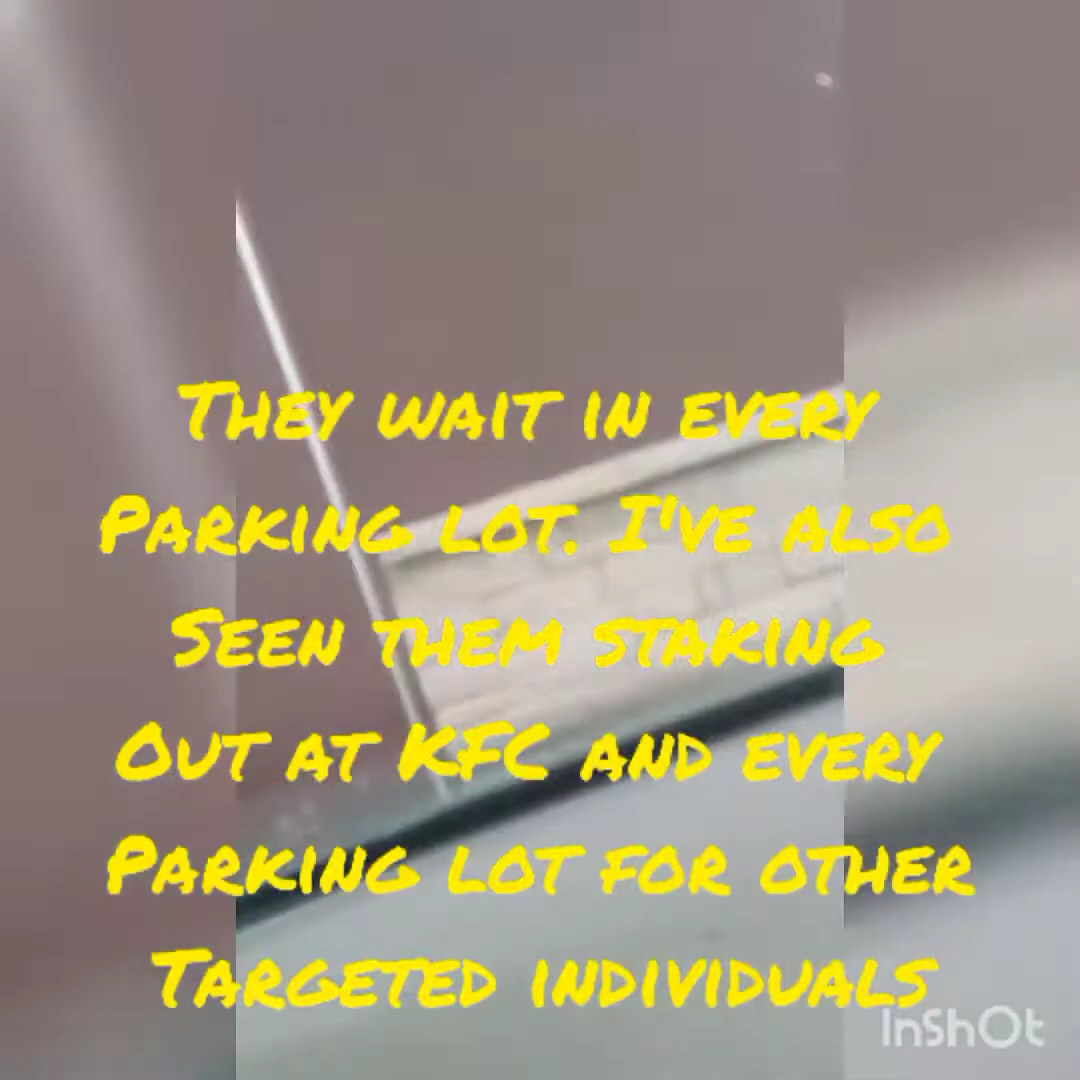 They wait in every
Parking lot. I've also
Seen them staking
Out at KFC and every
Parking lot for other
Targeted individuals
InShOt